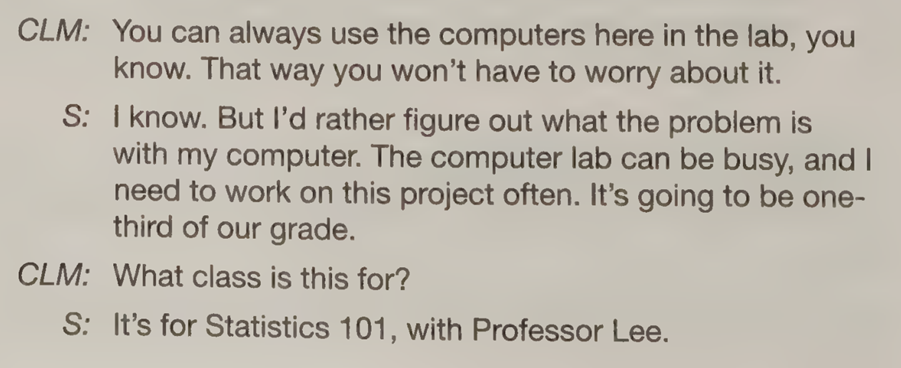 CLM: You can always use the computers here in the lab, you
know. That way you won't have to worry about it.
S: I know. But I'd rather figure out what the problem is
with my computer. The computer lab can be busy, and I
need to work on this project often. It's going to be one-
third of our grade.
CLM: What class is this for?
S: It's for Statistics 101, with Professor Lee.